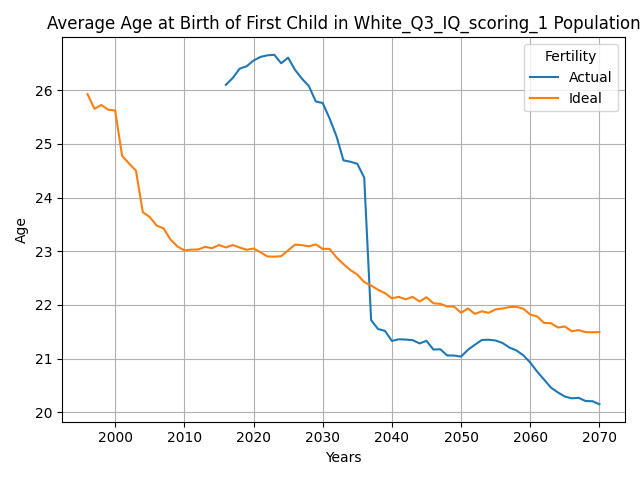 Average Age at Birth of First Child in White_Q3_IQ_scoring_1 Population
Fertility
Actual
Ideal
Age
26
25
24
23
22
21
20
2000 2010 2020 2030 2040 2050 2060 2070
Years